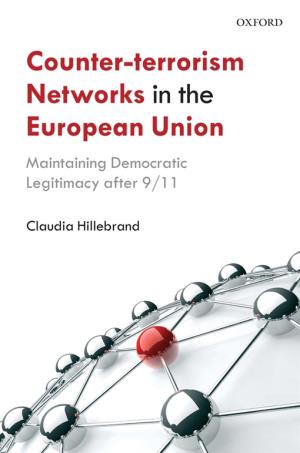 OXFORD
Counter-terrorism
Networks in the
European Union
Maintaining Democratic
Legitimacy after 9/11
Claudia Hillebrand